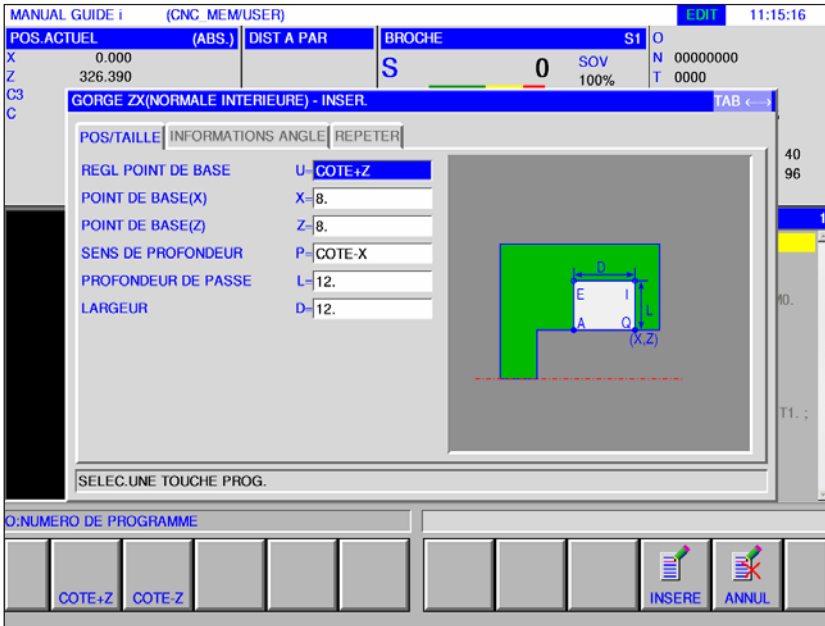 MANUAL GUIDE i (CNC_MEM/USER) EDIT 11:15:16
POS.ACTUEL (ABS.) DIST A PAR BROCHE S1 O
X 0.000 S 0 SOV N 00000000
Z 326.390 100% T 0000
C3
C
GORGE ZX(NORMALE INTERIEURE) - INSER. TAB ←→
POS/TAILLE INFORMATIONS ANGLE REPETER
REGL POINT DE BASE U=COTE+Z
POINT DE BASE(X) X=8.
POINT DE BASE(Z) Z=8.
SENS DE PROFONDEUR P=COTE-X
PROFONDEUR DE PASSE L=12.
LARGEUR D=12.
D
E I
L
A Q
(X,Z)
40
96
1
T1. ;
SELEC.UNE TOUCHE PROG.
O:NUMERO DE PROGRAMME
COTE+Z COTE-Z INSERE ANNUL